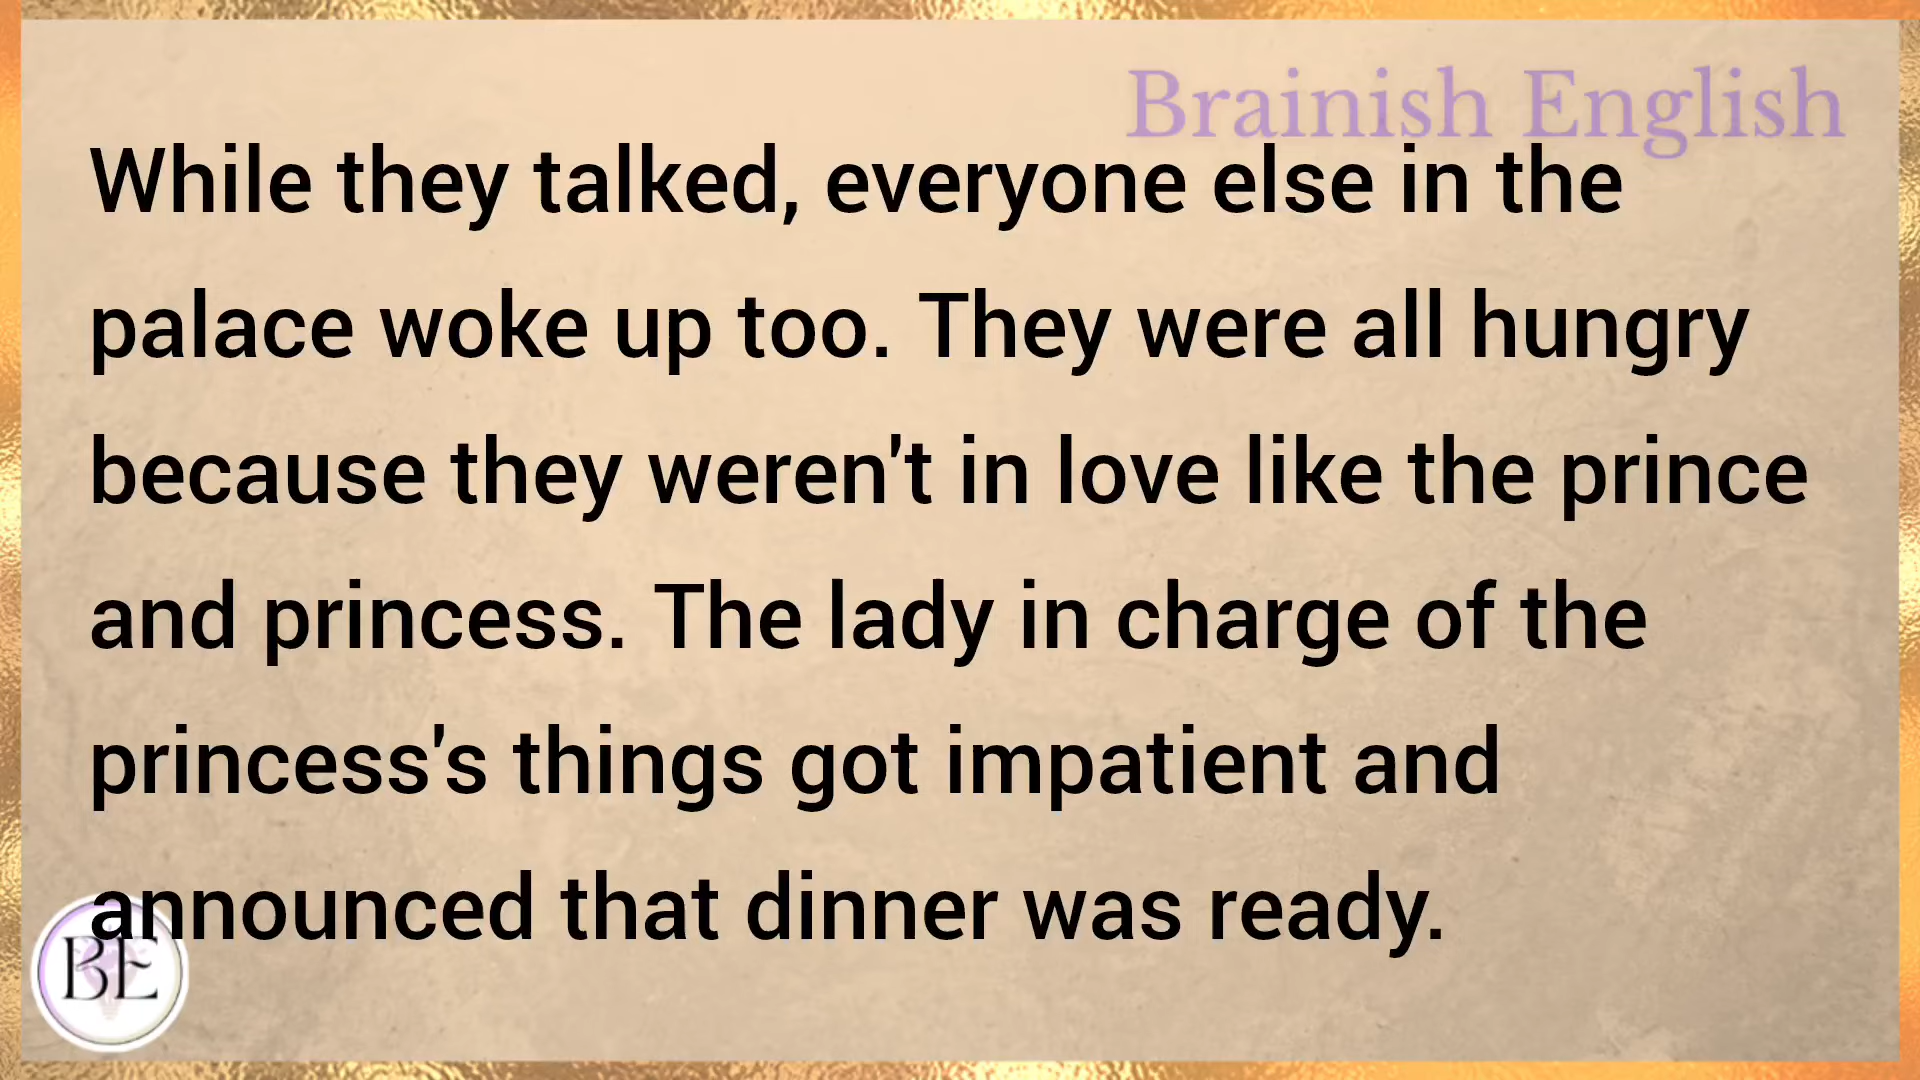 Brainish English
While they talked, everyone else in the
palace woke up too. They were all hungry
because they weren't in love like the prince
and princess. The lady in charge of the
princess's things got impatient and
announced that dinner was ready.
BE